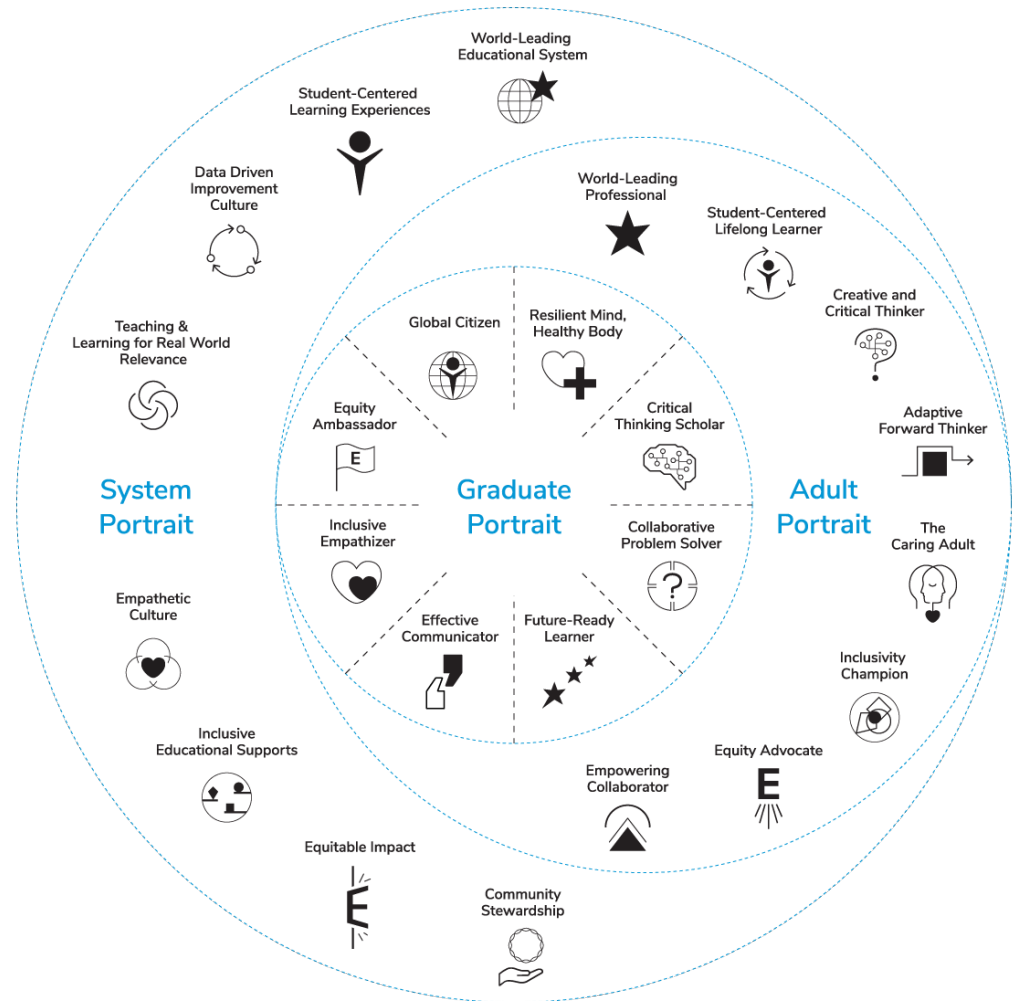 World-Leading
Educational System
Student-Centered
Learning Experiences
Data Driven
Improvement
Culture
Teaching &
Learning for Real World
Relevance
System
Portrait
Empathetic
Culture
Inclusive
Educational Supports
Equitable Impact
Community
Stewardship
World-Leading
Professional
Student-Centered
Lifelong Learner
Creative and
Critical Thinker
Adaptive
Forward Thinker
Adult
Portrait
The
Caring Adult
Inclusivity
Champion
Equity Advocate
E
Empowering
Collaborator
Global Citizen
Resilient Mind,
Healthy Body
Equity
Ambassador
E
Critical
Thinking Scholar
Graduate
Portrait
Inclusive
Empathizer
Collaborative
Problem Solver
?
Effective
Communicator
Future-Ready
Learner
E